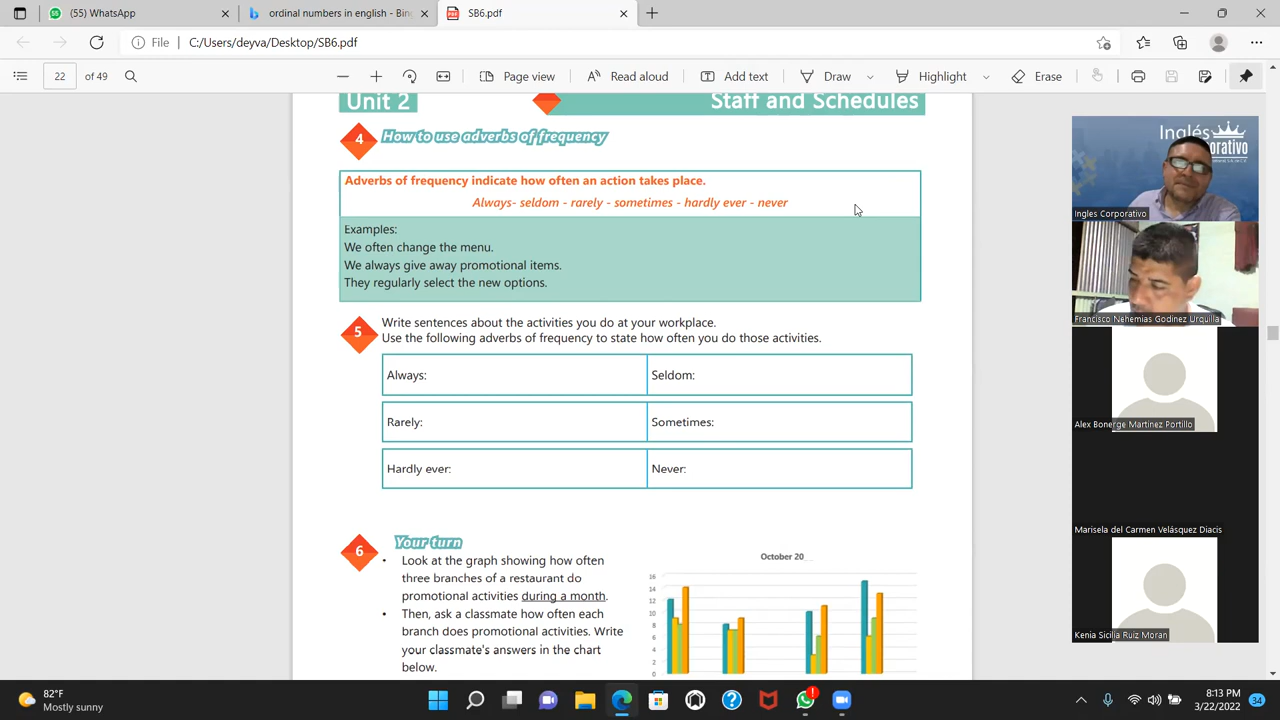 (55) WhatsApp
ordinal numbers in english - Bing
SB6.pdf
File
C:/Users/deyva/Desktop/SB6.pdf
22
of 49
Page view
Read aloud
Add text
Draw
Highlight
Erase
Unit 2
Staff and Schedules
4
How to use adverbs of frequency
Adverbs of frequency indicate how often an action takes place.
Always- seldom - rarely - sometimes - hardly ever - never
Examples:
We often change the menu.
We always give away promotional items.
They regularly select the new options.
5
Write sentences about the activities you do at your workplace.
Use the following adverbs of frequency to state how often you do those activities.
Always:
Seldom:
Rarely:
Sometimes:
Hardly ever:
Never:
6
Your turn
• Look at the graph showing how often
three branches of a restaurant do
promotional activities during a month.
• Then, ask a classmate how often each
branch does promotional activities. Write
your classmate's answers in the chart
below.
October 20__
16
14
12
10
8
6
4
2
0
Inglés
orativo
Ingles Corporativo
Francisco Nehemias Godinez Urquilla
Alex Bonerge Martinez Portillo
Marisela del Carmen Velásquez Diacis
Kenia Sicilia Ruiz Moran
82°F
Mostly sunny
8:13 PM
3/22/2022
34